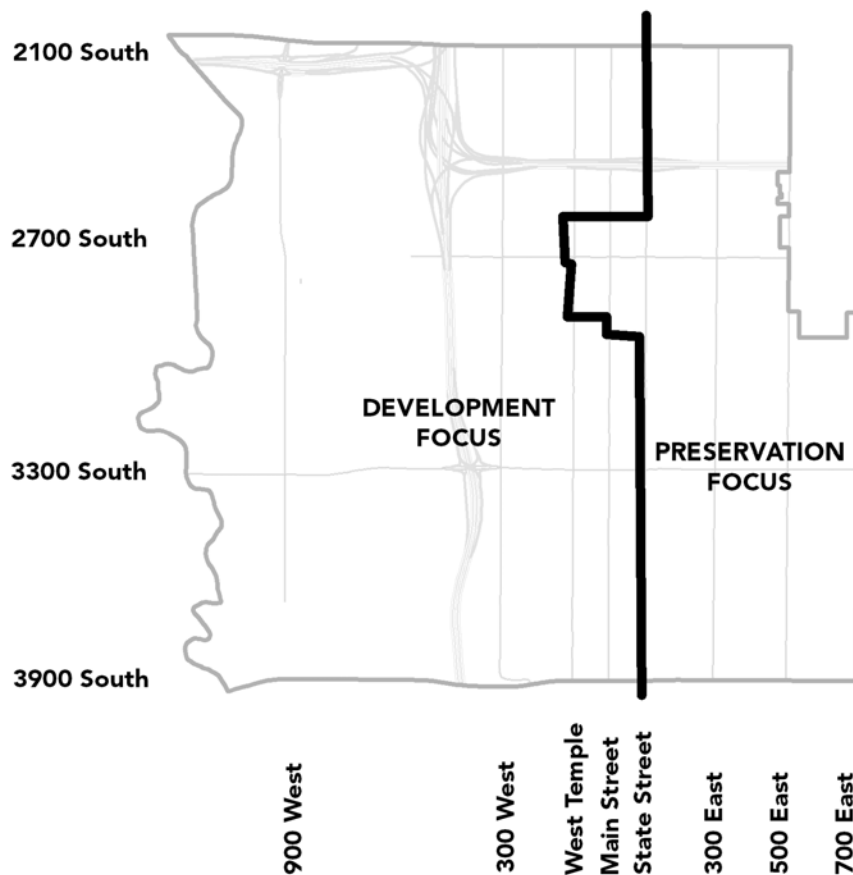 2100 South
2700 South
DEVELOPMENT
FOCUS
PRESERVATION
FOCUS
3300 South
3900 South
900 West
300 West
West Temple
Main Street
State Street
300 East
500 East
700 East